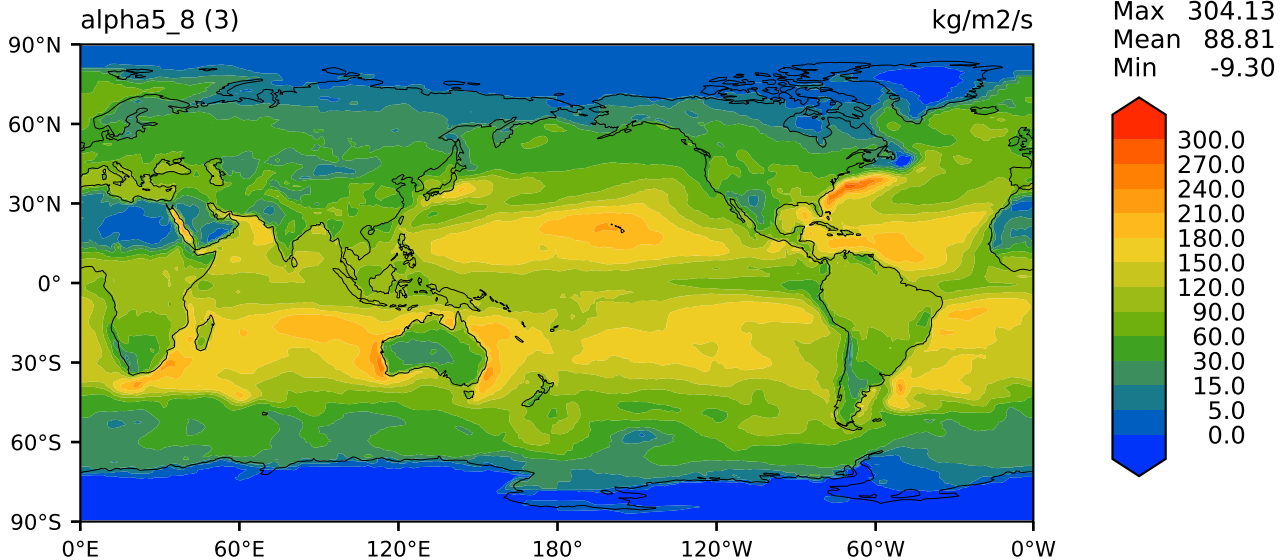 alpha5_8 (3)
kg/m2/s
Max 304.13
Mean 88.81
Min -9.30
90°N
60°N
30°N
0°
30°S
60°S
90°S
0°E
60°E
120°E
180°
120°W
60°W
0°W
300.0
270.0
240.0
210.0
180.0
150.0
120.0
90.0
60.0
30.0
15.0
5.0
0.0